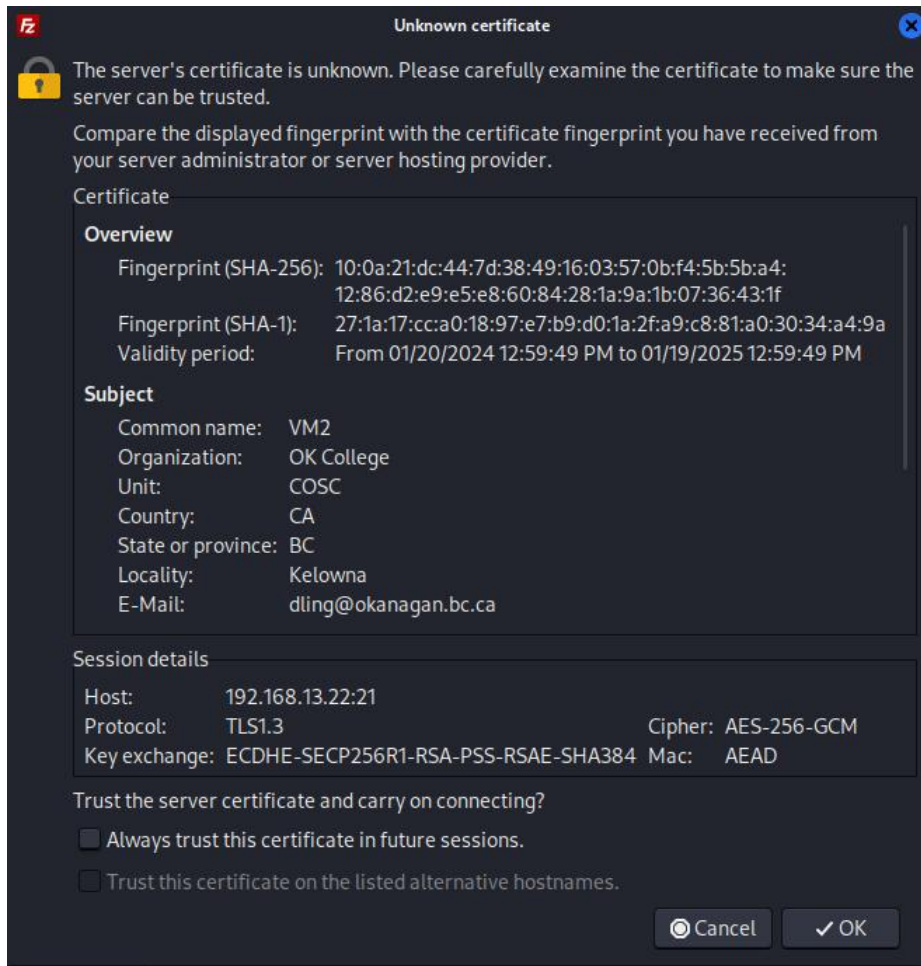 Fz
Unknown certificate
The server's certificate is unknown. Please carefully examine the certificate to make sure the
server can be trusted.
Compare the displayed fingerprint with the certificate fingerprint you have received from
your server administrator or server hosting provider.
Certificate
Overview
Fingerprint (SHA-256): 10:0a:21:dc:44:7d:38:49:16:03:57:0b:f4:5b:5b:a4:
12:86:d2:e9:e5:e8:60:84:28:1a:9a:1b:07:36:43:1f
Fingerprint (SHA-1): 27:1a:17:cc:a0:18:97:e7:b9:d0:1a:2f:a9:c8:81:a0:30:34:a4:9a
Validity period: From 01/20/2024 12:59:49 PM to 01/19/2025 12:59:49 PM
Subject
Common name: VM2
Organization: OK College
Unit: COSC
Country: CA
State or province: BC
Locality: Kelowna
E-Mail: dling@okanagan.bc.ca
Session details
Host: 192.168.13.22:21
Protocol: TLS1.3 Cipher: AES-256-GCM
Key exchange: ECDHE-SECP256R1-RSA-PSS-RSAE-SHA384 Mac: AEAD
Trust the server certificate and carry on connecting?
Always trust this certificate in future sessions.
Trust this certificate on the listed alternative hostnames.
Cancel OK